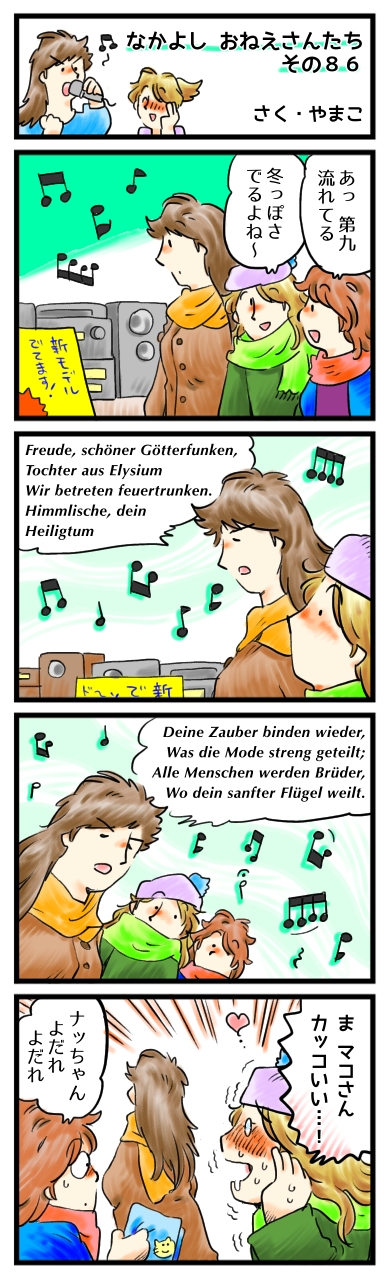 なかよし おねえさんたち
その８６
さく・やまこ
あっ 第九
流れてる
冬っぽさ
でるよね～
新モデル
でてます!
Freude, schöner Götterfunken,
Tochter aus Elysium
Wir betreten feuertrunken.
Himmlische, dein
Heiligtum
Deine Zauber binden wieder,
Was die Mode streng geteilt;
Alle Menschen werden Brüder,
Wo dein sanfter Flügel weilt.
ま マコさん
カッコいい…!
ナッちゃん
よだれ
よだれ